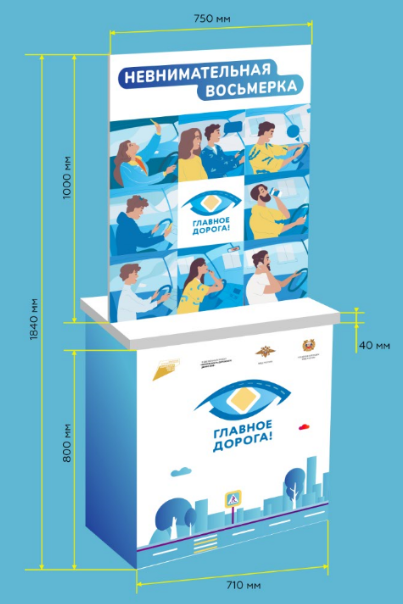 750 мм
НЕВНИМАТЕЛЬНАЯ
ВОСЬМЕРКА
1000 мм
ГЛАВНОЕ
ДОРОГА!
1840 мм
40 мм
800 мм
ГЛАВНОЕ
ДОРОГА!
710 мм